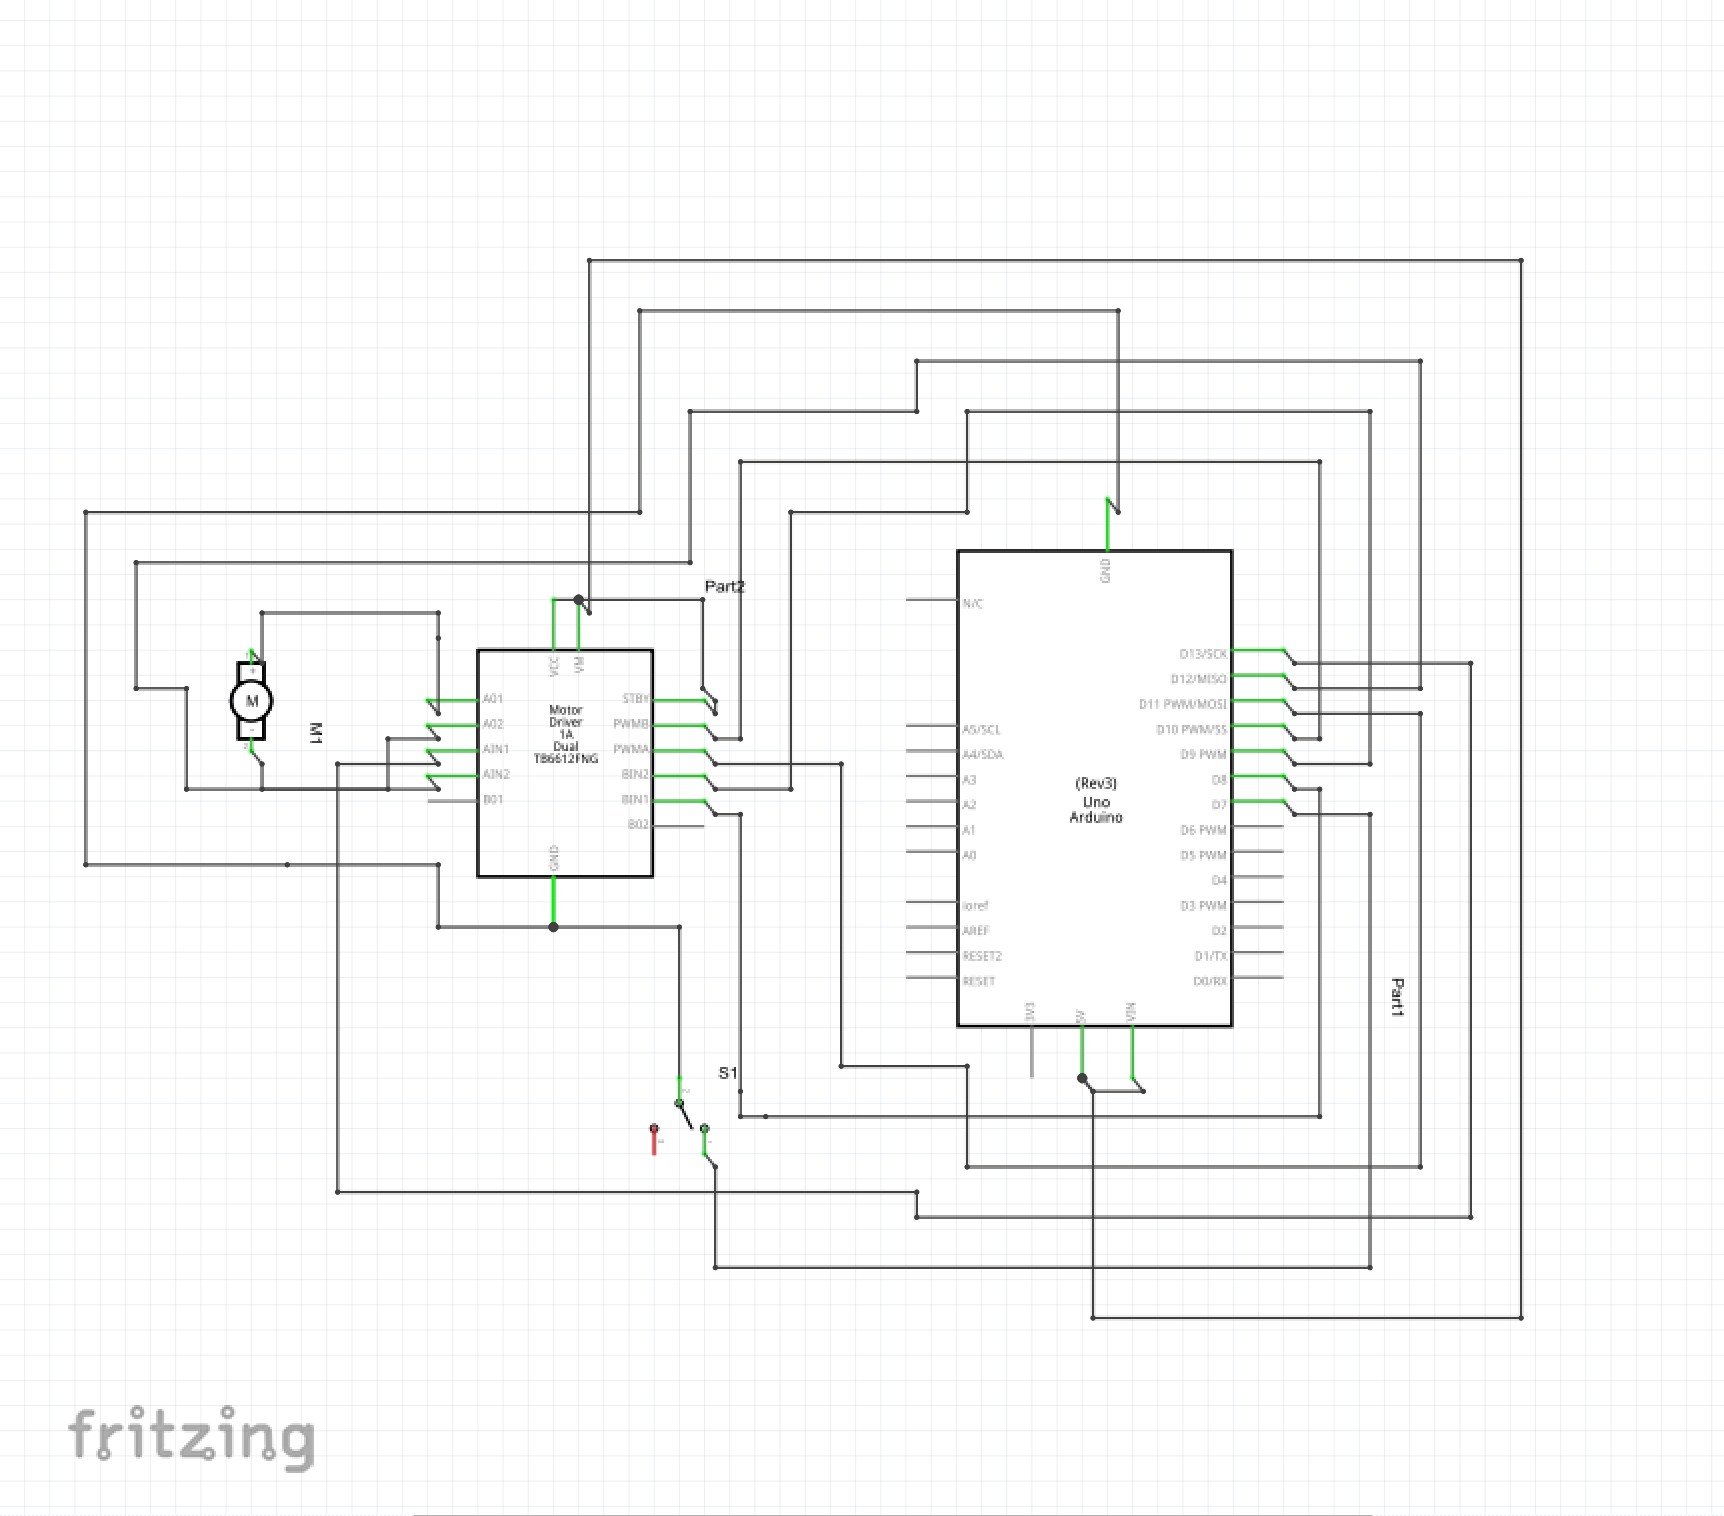 Part2
GND
N/C
D13/SCK
D12/MISO
D11 PWM/MOSI
D10 PWM/SS
D9 PWM
D8
D7
D6 PWM
D5 PWM
D4
D3 PWM
D2
D1/TX
D0/RX
A5/SCL
A4/SDA
A3
A2
A1
A0
ioref
AREF
RESET2
RESET
3V3
5V
VIN
(Rev3)
Uno
Arduino
Part1
VCC
VM
A01
A02
AIN1
AIN2
B01
STBY
PWMB
PWMA
BIN2
BIN1
B02
GND
Motor
Driver
1A
Dual
TB6612FNG
+
M
M1
S1
fritzing